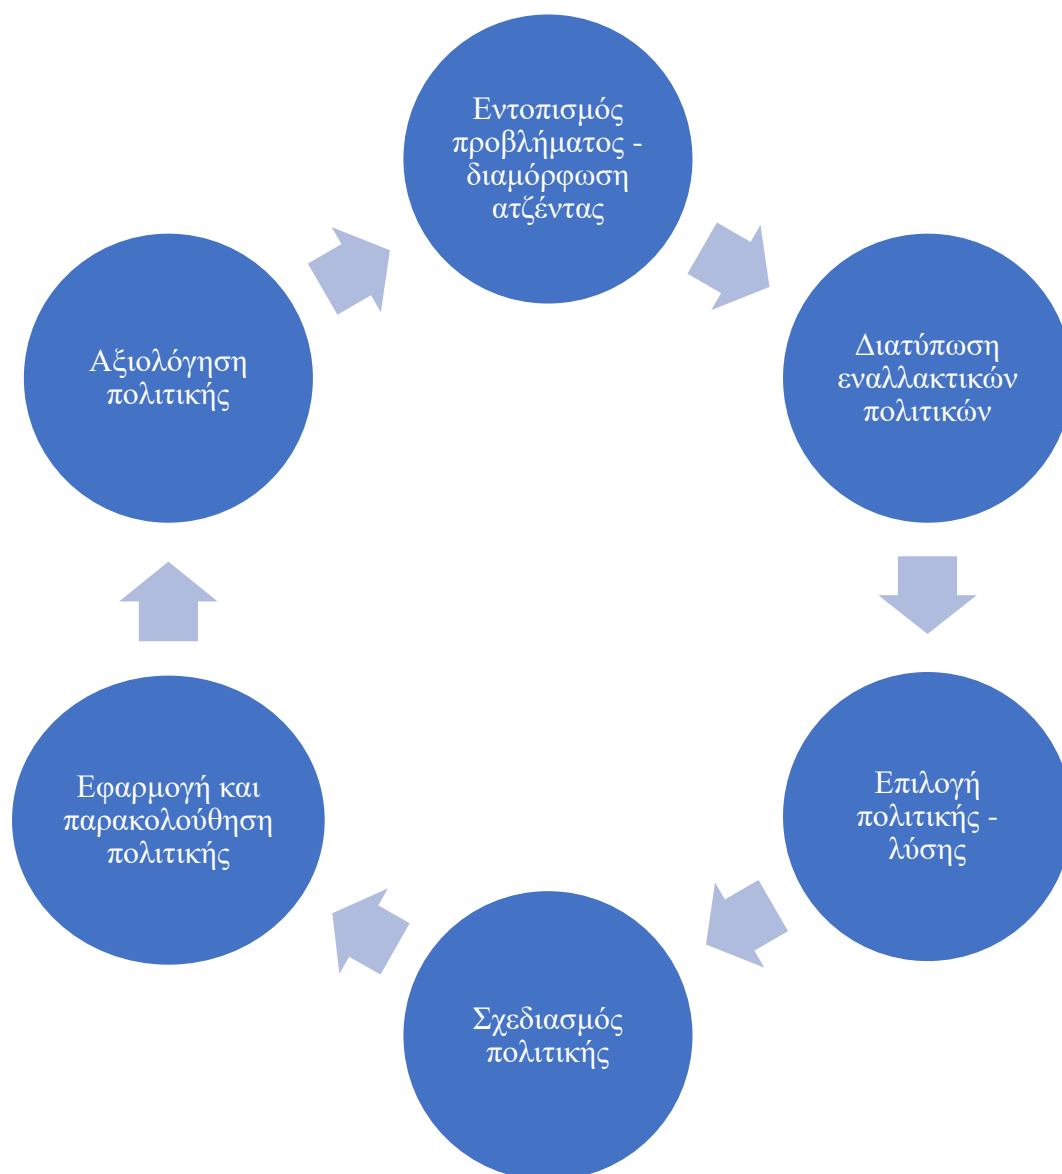 Εντοπισμός
προβλήματος -
διαμόρφωση
ατζέντας
Διατύπωση
εναλλακτικών
πολιτικών
Επιλογή
πολιτικής -
λύσης
Σχεδιασμός
πολιτικής
Εφαρμογή και
παρακολούθηση
πολιτικής
Αξιολόγηση
πολιτικής